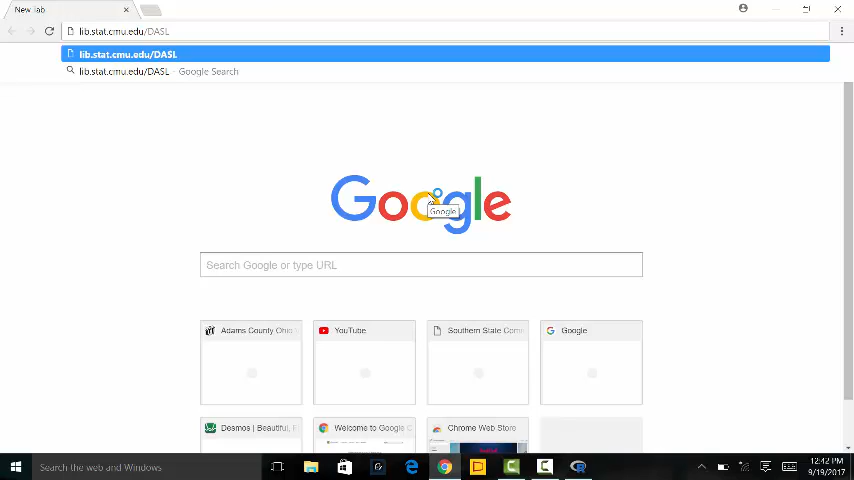 New Tab
lib.stat.cmu.edu/DASL
lib.stat.cmu.edu/DASL
lib.stat.cmu.edu/DASL - Google Search
Google
Google
Search Google or type URL
Adams County Ohio
YouTube
Southern State Com
Google
Desmos | Beautiful,
Welcome to Google C
Chrome Web Store
Search the web and Windows
12:42 PM
9/19/2017